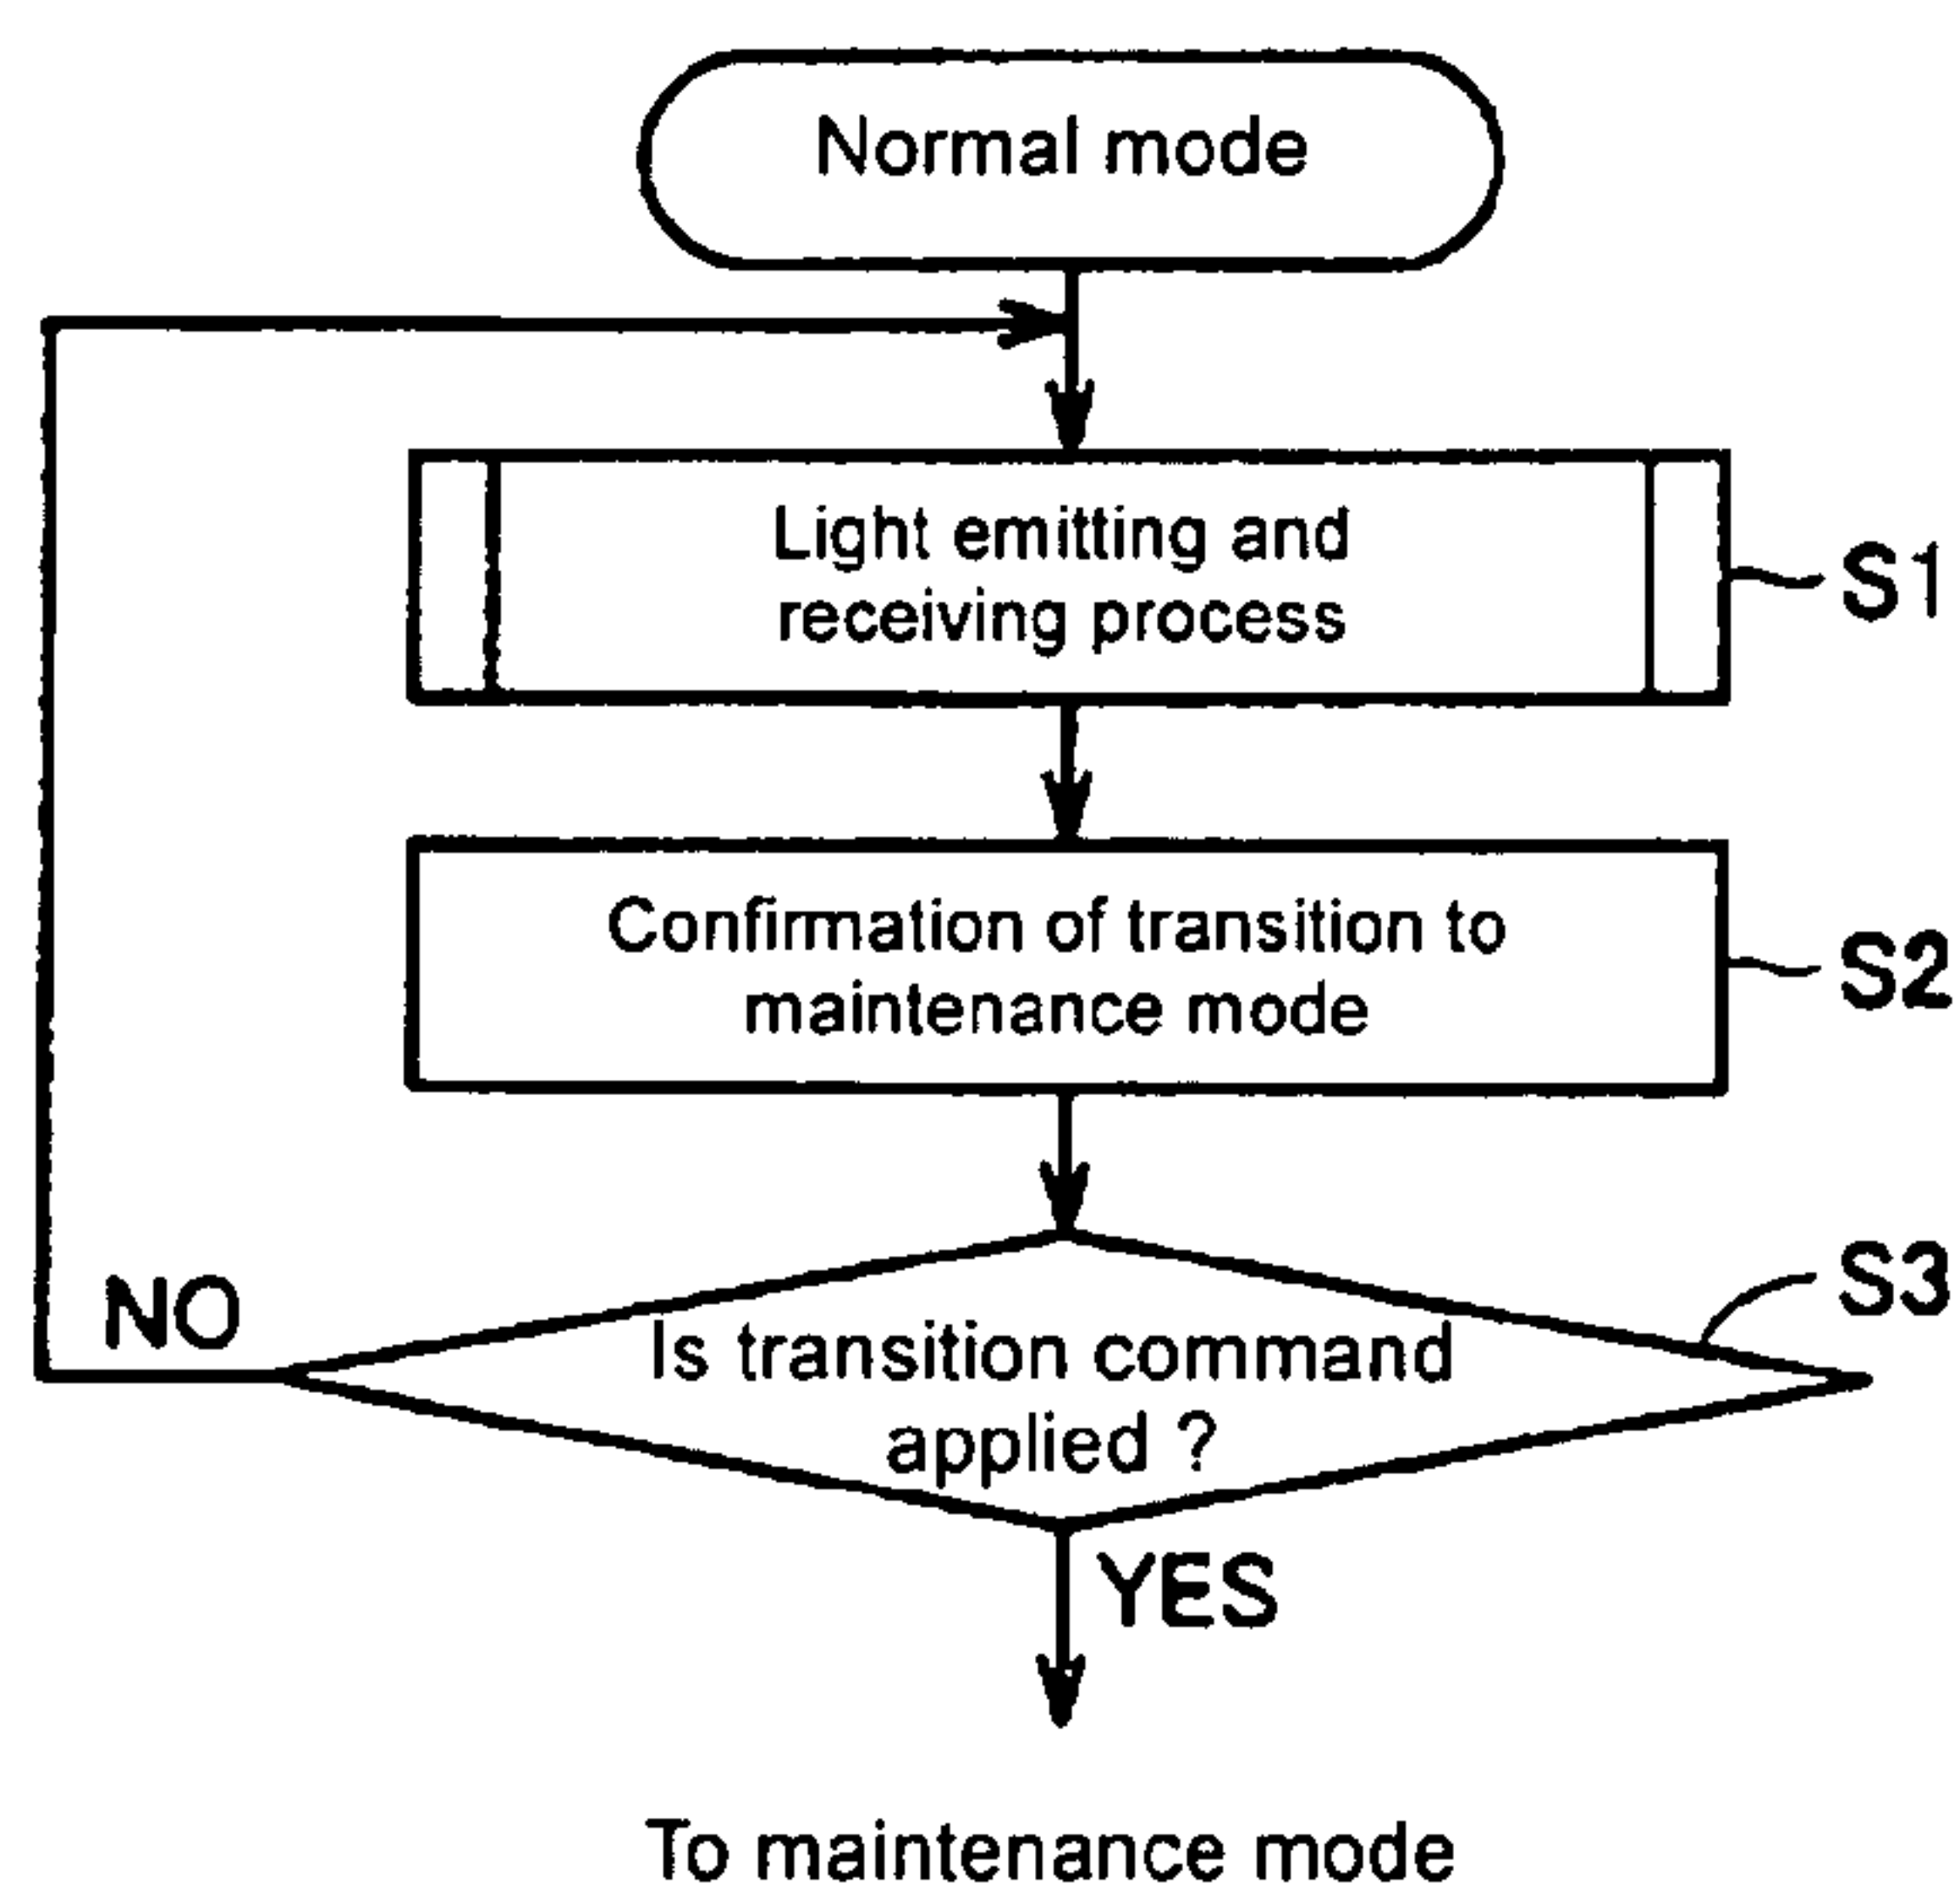 Normal mode
Light emitting and
receiving process
S1
Confirmation of transition to
maintenance mode
S2
S3
NO
Is transition command
applied ?
YES
To maintenance mode